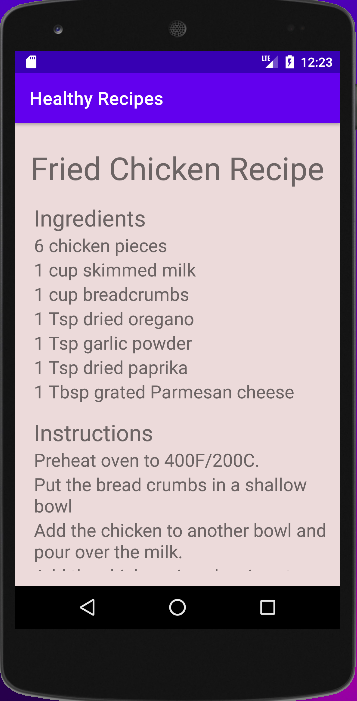 LTE 12:23
Healthy Recipes
Fried Chicken Recipe
Ingredients
6 chicken pieces
1 cup skimmed milk
1 cup breadcrumbs
1 Tsp dried oregano
1 Tsp garlic powder
1 Tsp dried paprika
1 Tbsp grated Parmesan cheese
Instructions
Preheat oven to 400F/200C.
Put the bread crumbs in a shallow
bowl
Add the chicken to another bowl and
pour over the milk.